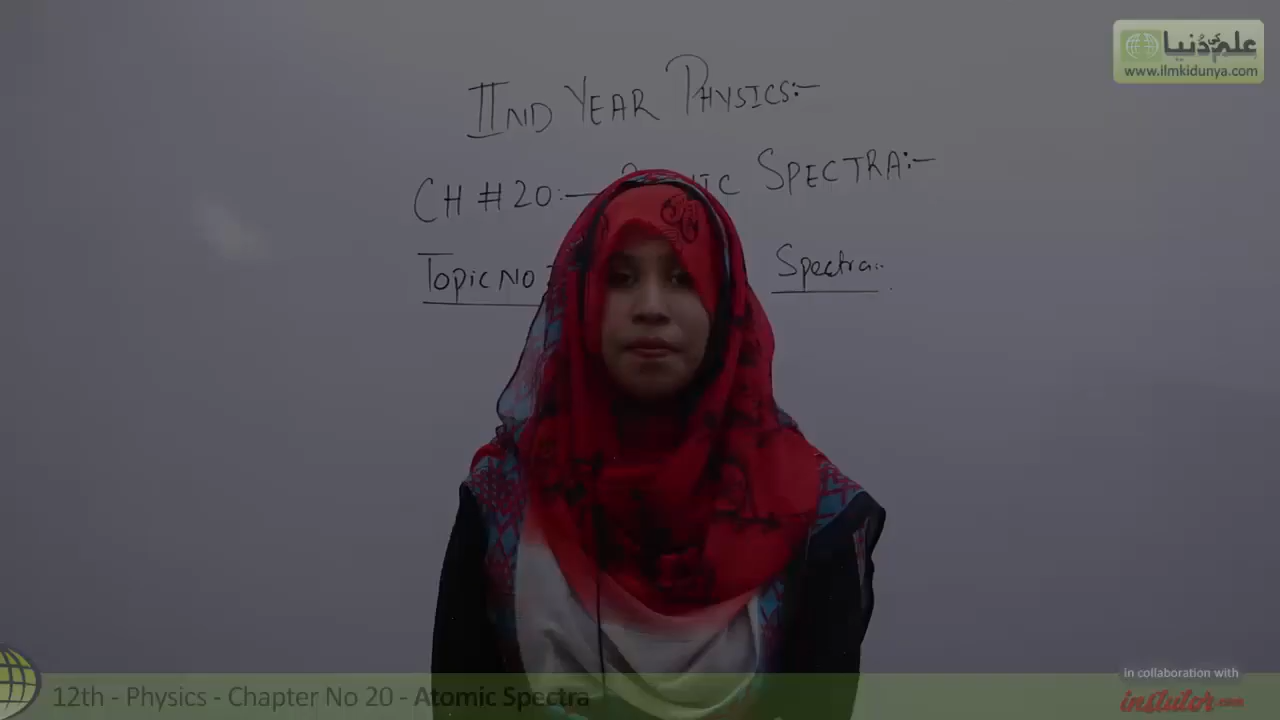 علم کی دُنیا
www.ilmkidunya.com
IIND YEAR PHYSICS:-
CH # 20:- SPECTRA:-
Topic No Spectra..
in collaboration with
12th - Physics - Chapter No 20 - Atomic Spectra
instutor.com